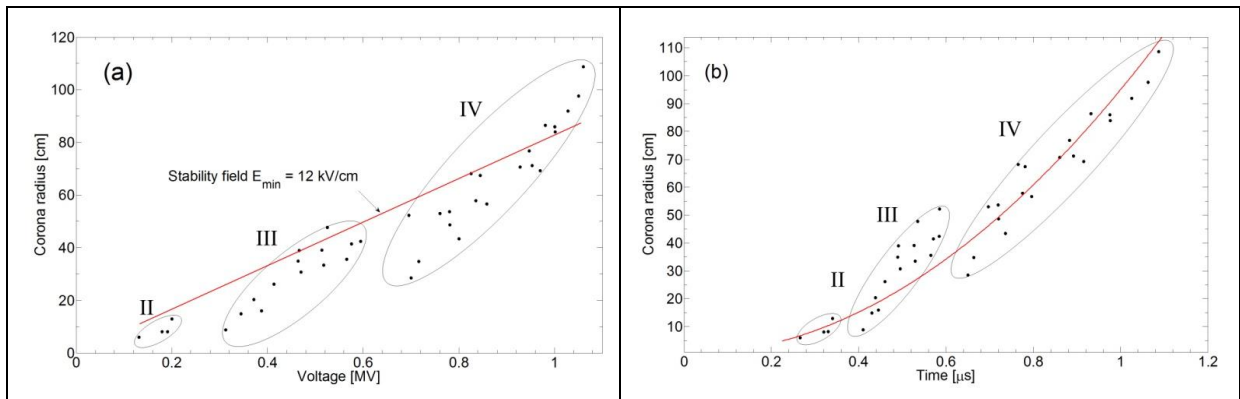 (a)
120
100
80
60
40
20
0
Corona radius [cm]
0
0.2
0.4
0.6
0.8
1
Voltage [MV]
II
III
IV
Stability field E_min = 12 kV/cm
(b)
110
100
90
80
70
60
50
40
30
20
10
Corona radius [cm]
0
0.2
0.4
0.6
0.8
1
1.2
Time [μs]
II
III
IV